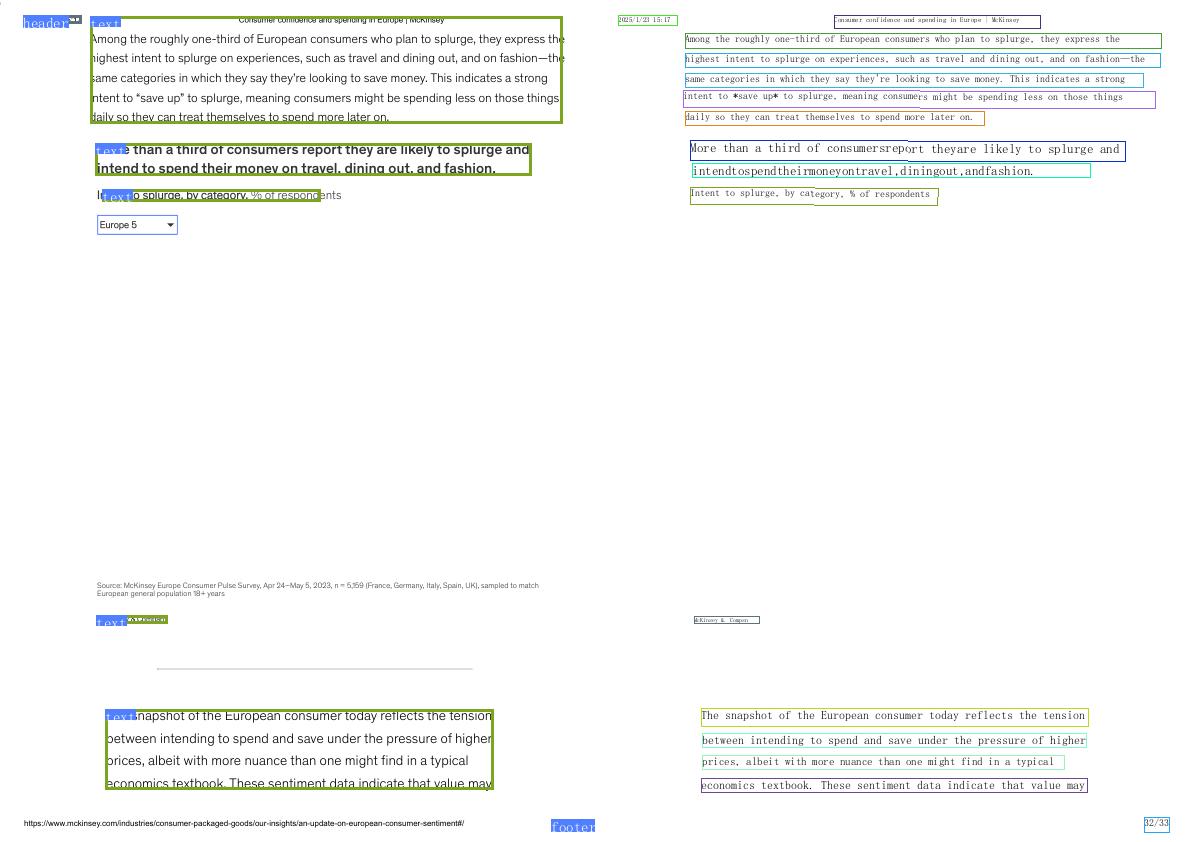 header
text
Consumer confidence and spending in Europe | McKinsey
Among the roughly one-third of European consumers who plan to splurge, they express the
highest intent to splurge on experiences, such as travel and dining out, and on fashion—the
same categories in which they say they're looking to save money. This indicates a strong
intent to “save up” to splurge, meaning consumers might be spending less on those things
daily so they can treat themselves to spend more later on.
text
than a third of consumers report they are likely to splurge and
intend to spend their money on travel, dining out, and fashion.
text
to splurge, by category, % of respondents
Europe 5
Source: McKinsey Europe Consumer Pulse Survey, Apr 24–May 5, 2023, n = 5,159 (France, Germany, Italy, Spain, UK), sampled to match
European general population 18+ years
text
text
snapshot of the European consumer today reflects the tension
between intending to spend and save under the pressure of higher
prices, albeit with more nuance than one might find in a typical
economics textbook. These sentiment data indicate that value may
https://www.mckinsey.com/industries/consumer-packaged-goods/our-insights/an-update-on-european-consumer-sentiment#/
footer
2025/1/23 15:17
Consumer confidence and spending in Europe | McKinsey
Among the roughly one-third of European consumers who plan to splurge, they express the
highest intent to splurge on experiences, such as travel and dining out, and on fashion—the
same categories in which they say they're looking to save money. This indicates a strong
intent to *save up* to splurge, meaning consumers might be spending less on those things
daily so they can treat themselves to spend more later on.
More than a third of consumersreport theyare likely to splurge and
intendtospendtheirmoneyontravel,diningout,andfashion.
Intent to splurge, by category, % of respondents
McKinsey &. Compan
The snapshot of the European consumer today reflects the tension
between intending to spend and save under the pressure of higher
prices, albeit with more nuance than one might find in a typical
economics textbook. These sentiment data indicate that value may
32/33